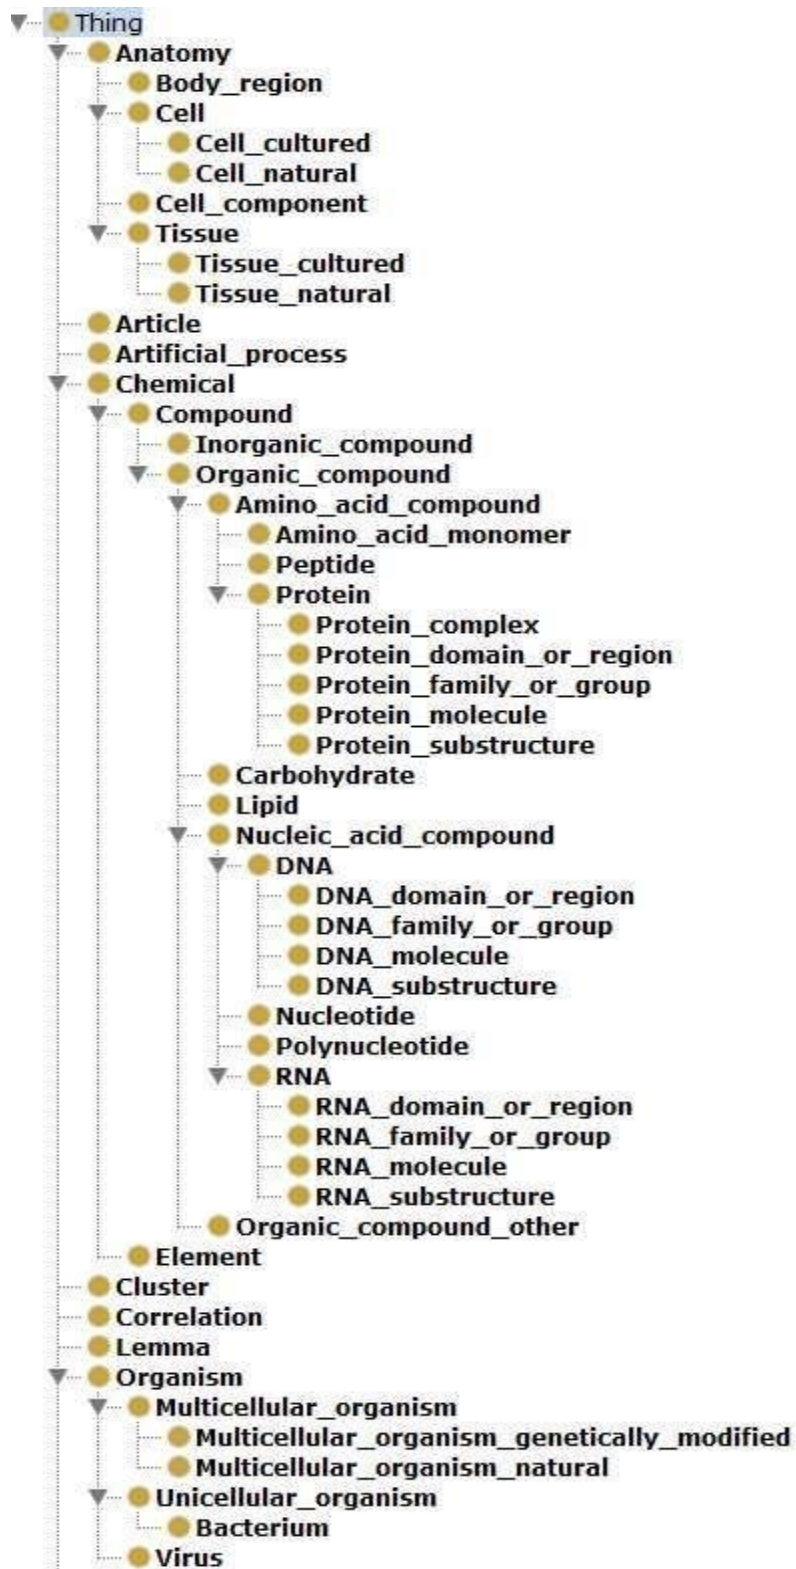 Thing
Anatomy
Body_region
Cell
Cell_cultured
Cell_natural
Cell_component
Tissue
Tissue_cultured
Tissue_natural
Article
Artificial_process
Chemical
Compound
Inorganic_compound
Organic_compound
Amino_acid_compound
Amino_acid_monomer
Peptide
Protein
Protein_complex
Protein_domain_or_region
Protein_family_or_group
Protein_molecule
Protein_substructure
Carbohydrate
Lipid
Nucleic_acid_compound
DNA
DNA_domain_or_region
DNA_family_or_group
DNA_molecule
DNA_substructure
Nucleotide
Polynucleotide
RNA
RNA_domain_or_region
RNA_family_or_group
RNA_molecule
RNA_substructure
Organic_compound_other
Element
Cluster
Correlation
Lemma
Organism
Multicellular_organism
Multicellular_organism_genetically_modified
Multicellular_organism_natural
Unicellular_organism
Bacterium
Virus